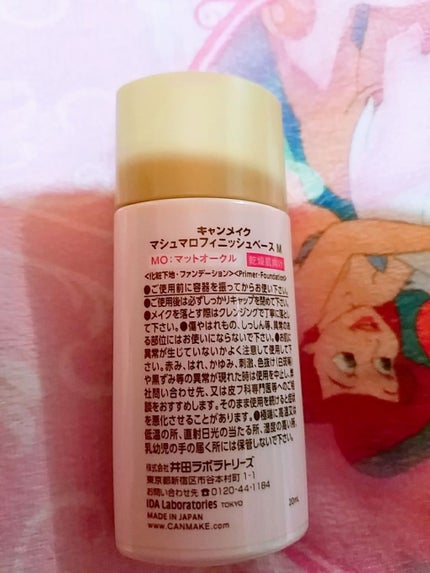 キャンメイク
マシュマロフィニッシュベース M
MO：マットオークル 乾燥肌向け
<化粧下地・ファンデーション><Primer・Foundation>
●ご使用前に容器を振ってからお使い下さい。
●ご使用後は必ずしっかりキャップを閉めて下さい。
●メイクを落とす際はクレンジングで丁寧に落とし
て下さい。●傷やはれもの、しっしん等、異常のあ
る部位にはお使いにならないで下さい。●お肌に
異常が生じていないかよく注意して使用して下
さい。赤み、はれ、かゆみ、刺激、色抜け(白斑等)
や黒ずみ等の異常が現れた時は使用を中止し、弊
社問い合わせ先、又は皮フ科専門医等へのご相
談をおすすめします。そのまま使用を続けると症状
を悪化させることがあります。●極端に高温又は
低温の所、直射日光の当たる所、湿度の高い所、
乳幼児の手の届く所には保管しないで下さい。
株式会社 井田ラボラトリーズ
東京都新宿区市谷本村町 1-1
お問い合わせ先 ☎ 0120-44-1184
IDA Laboratories TOKYO
MADE IN JAPAN 30mL
www.CANMAKE.com